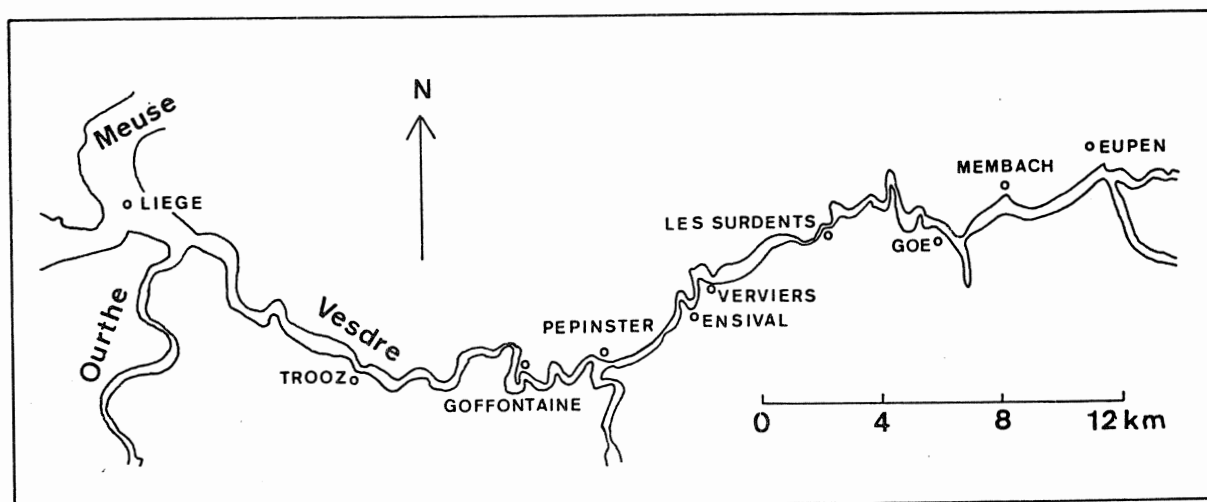 Meuse
N
EUPEN
MEMBACH
LIEGE
LES SURDENTS
GOE
Ourthe
Vesdre
VERVIERS
PEPINSTER
ENSIVAL
TROOZ
GOFFONTAINE
0 4 8 12 km